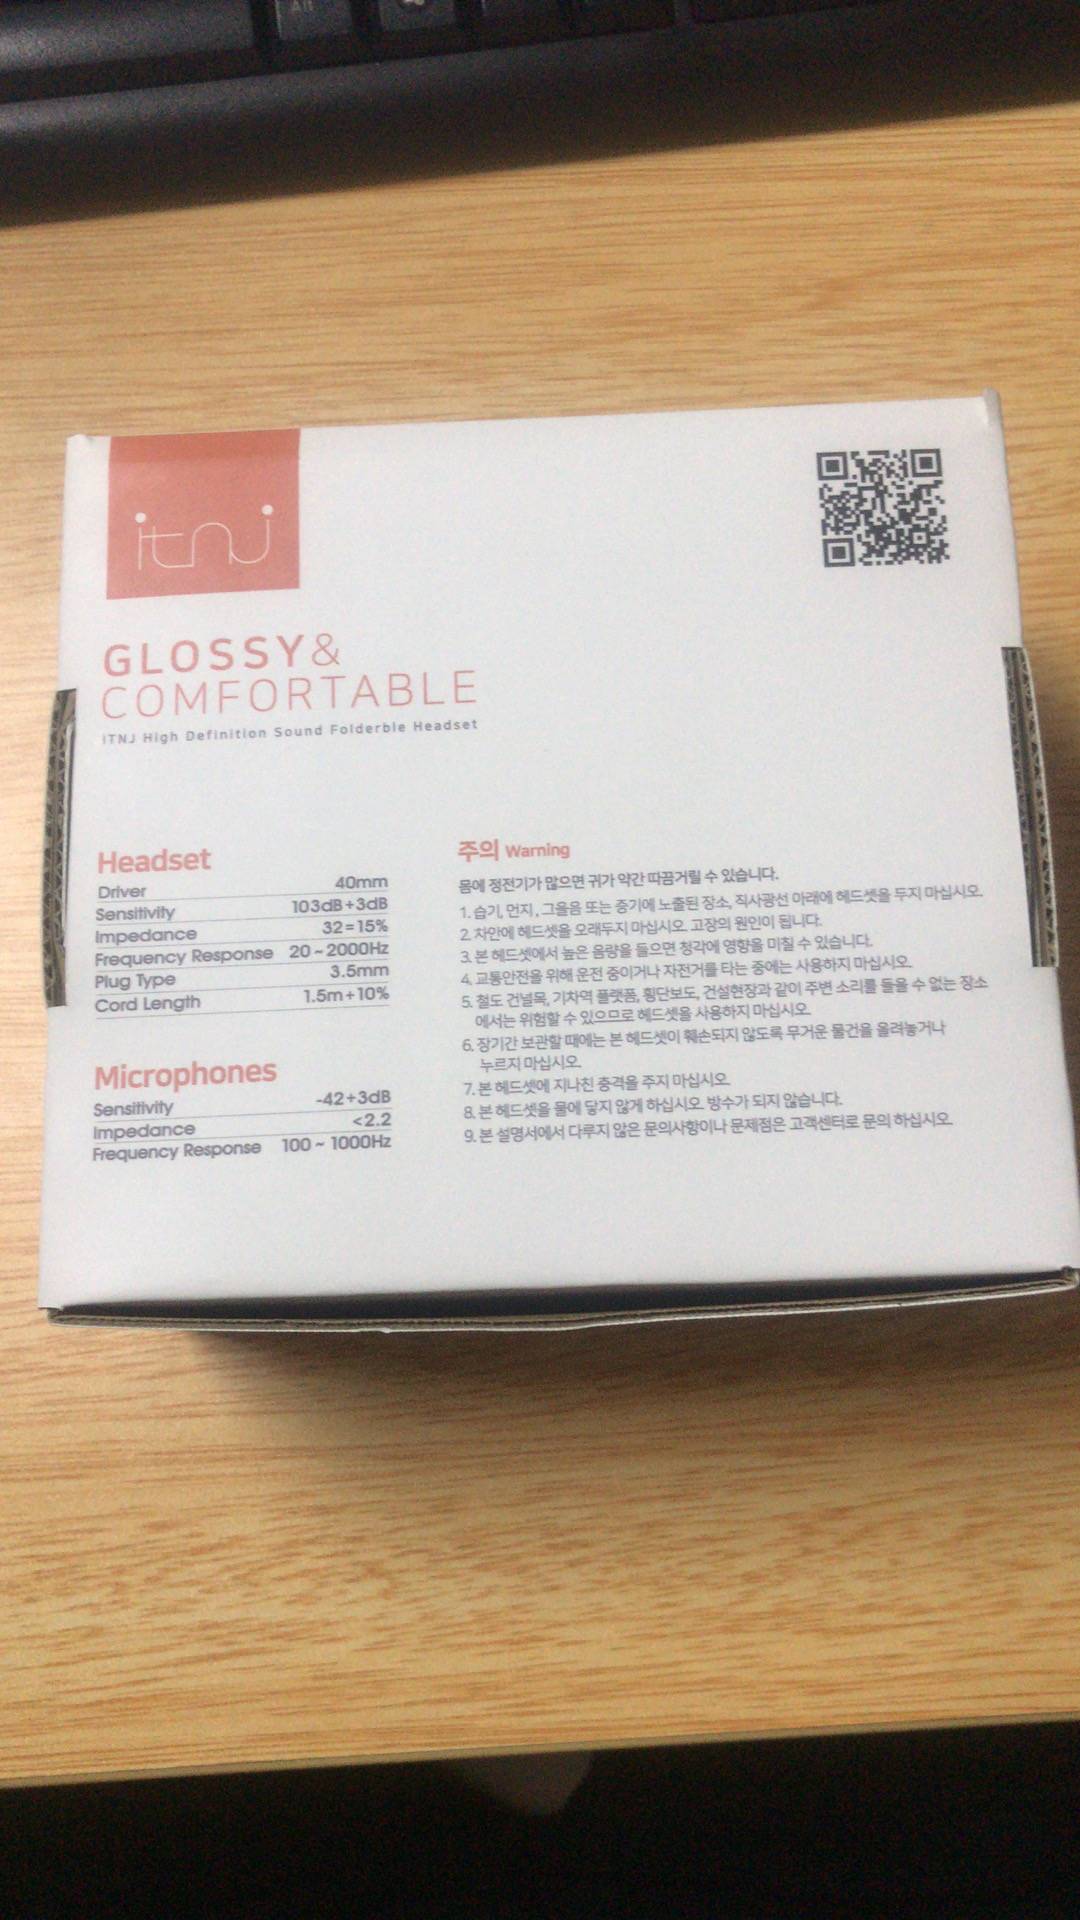 Alt
itnj
GLOSSY&
COMFORTABLE
ITNJ High Definition Sound Folderble Headset
Headset
Driver 40mm
Sensitivity 103dB+3dB
Impedance 32=15%
Frequency Response 20~2000Hz
Plug Type 3.5mm
Cord Length 1.5m+10%
Microphones
Sensitivity -42+3dB
Impedance <2.2
Frequency Response 100~1000Hz
주의 Warning
몸에 정전기가 많으면 귀가 약간 따끔거릴 수 있습니다.
1. 습기, 먼지, 그을음 또는 증기에 노출된 장소, 직사광선 아래에 헤드셋을 두지 마십시오.
2. 차안에 헤드셋을 오래두지 마십시오. 고장의 원인이 됩니다.
3. 본 헤드셋에서 높은 음량을 들으면 청각에 영향을 미칠 수 있습니다.
4. 교통안전을 위해 운전 중이거나 자전거를 타는 중에는 사용하지 마십시오.
5. 철도 건널목, 기차역 플랫폼, 횡단보도, 건설현장과 같이 주변 소리를 들을 수 없는 장소
에서는 위험할 수 있으므로 헤드셋을 사용하지 마십시오.
6. 장기간 보관할 때에는 본 헤드셋이 훼손되지 않도록 무거운 물건을 올려놓거나
누르지 마십시오.
7. 본 헤드셋에 지나친 충격을 주지 마십시오.
8. 본 헤드셋을 물에 닿지 않게 하십시오. 방수가 되지 않습니다.
9. 본 설명서에서 다루지 않은 문의사항이나 문제점은 고객센터로 문의 하십시오.